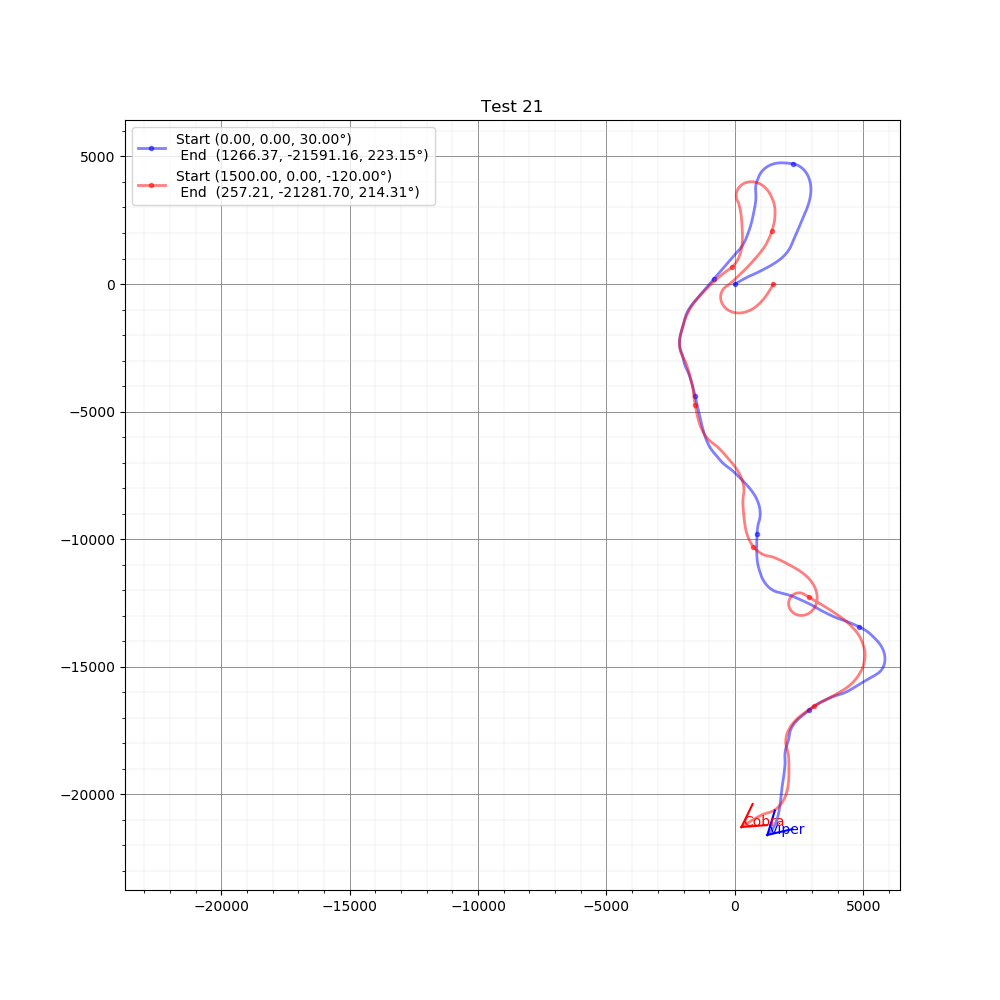 Test 21
Start (0.00, 0.00, 30.00°)
End (1266.37, -21591.16, 223.15°)
Start (1500.00, 0.00, -120.00°)
End (257.21, -21281.70, 214.31°)
5000
0
−5000
−10000
−15000
−20000
Cobra
Viper
−20000 −15000 −10000 −5000 0 5000